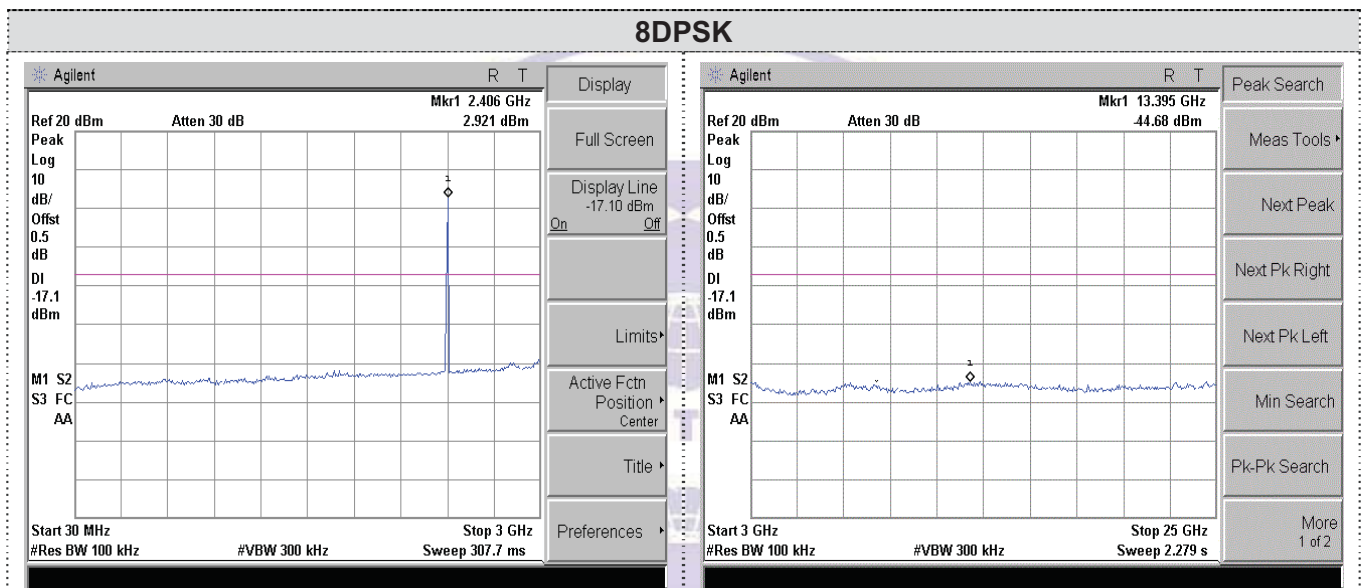 8DPSK
Agilent R T
Mkr1 2.406 GHz
Ref 20 dBm Atten 30 dB 2.921 dBm
Peak
Log
10
dB/
Offst
0.5
dB
DI
-17.1
dBm
M1 S2
S3 FC
AA
1
Start 30 MHz Stop 3 GHz
#Res BW 100 kHz #VBW 300 kHz Sweep 307.7 ms
Display
Full Screen
Display Line
-17.10 dBm
On Off
Limits
Active Fctn
Position
Center
Title
Preferences
Agilent R T
Mkr1 13.395 GHz
Ref 20 dBm Atten 30 dB -44.68 dBm
Peak
Log
10
dB/
Offst
0.5
dB
DI
-17.1
dBm
M1 S2
S3 FC
AA
1
Start 3 GHz Stop 25 GHz
#Res BW 100 kHz #VBW 300 kHz Sweep 2.279 s
Peak Search
Meas Tools
Next Peak
Next Pk Right
Next Pk Left
Min Search
Pk-Pk Search
More
1 of 2